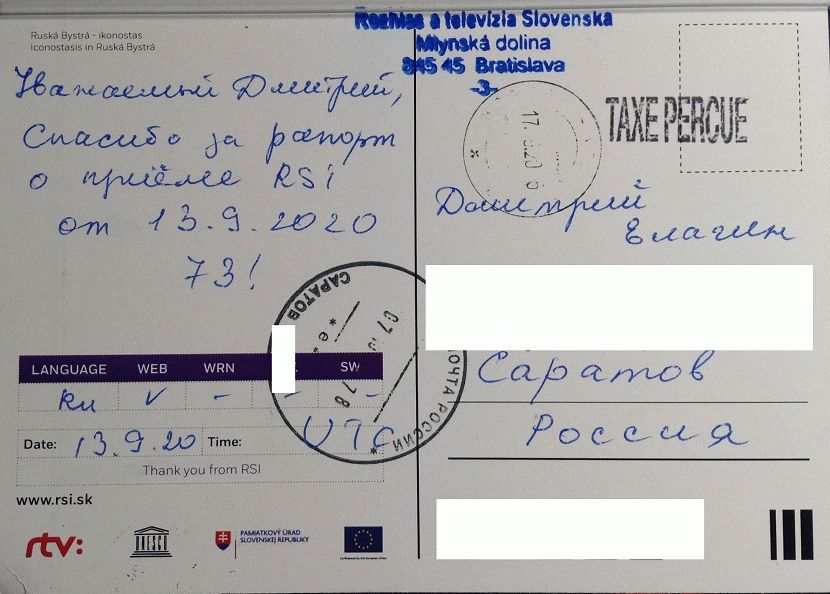 Ruská Bystrá - ikonostas
Iconostasis in Ruská Bystrá
Уважаемый Дмитрий,
Спасибо за рапорт
о приёме RSI
от 13.9.2020
73!
Rozhlas a televízia Slovenska
Mlynská dolina
845 45 Bratislava
-3-
TAXE PERCUE
Дмитрий
Елагин
Саратов
Россия
САРАТОВ
ПОЧТА РОССИИ
LANGUAGE WEB WRN SW
RU V - - -
Date: 13.9.20 Time: UTC
Thank you from RSI
www.rsi.sk
rtv:
UNESCO
PAMIATKOVÝ ÚRAD
SLOVENSKEJ REPUBLIKY